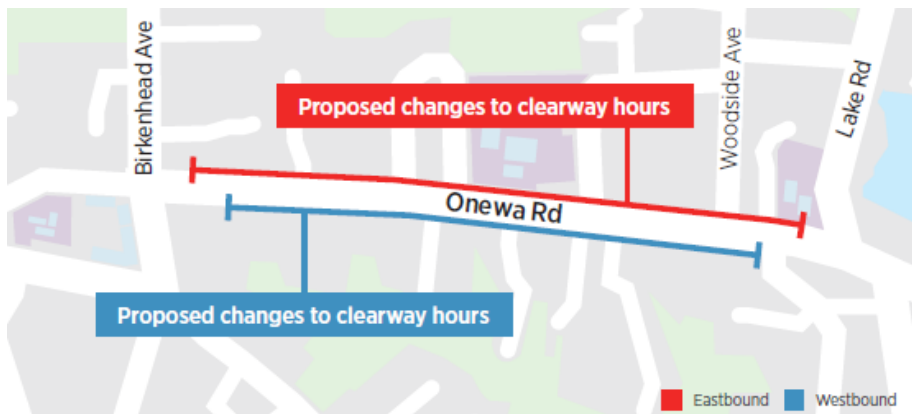 Birkenhead Ave
Proposed changes to clearway hours
Woodside Ave
Lake Rd
Onewa Rd
Proposed changes to clearway hours
Eastbound
Westbound